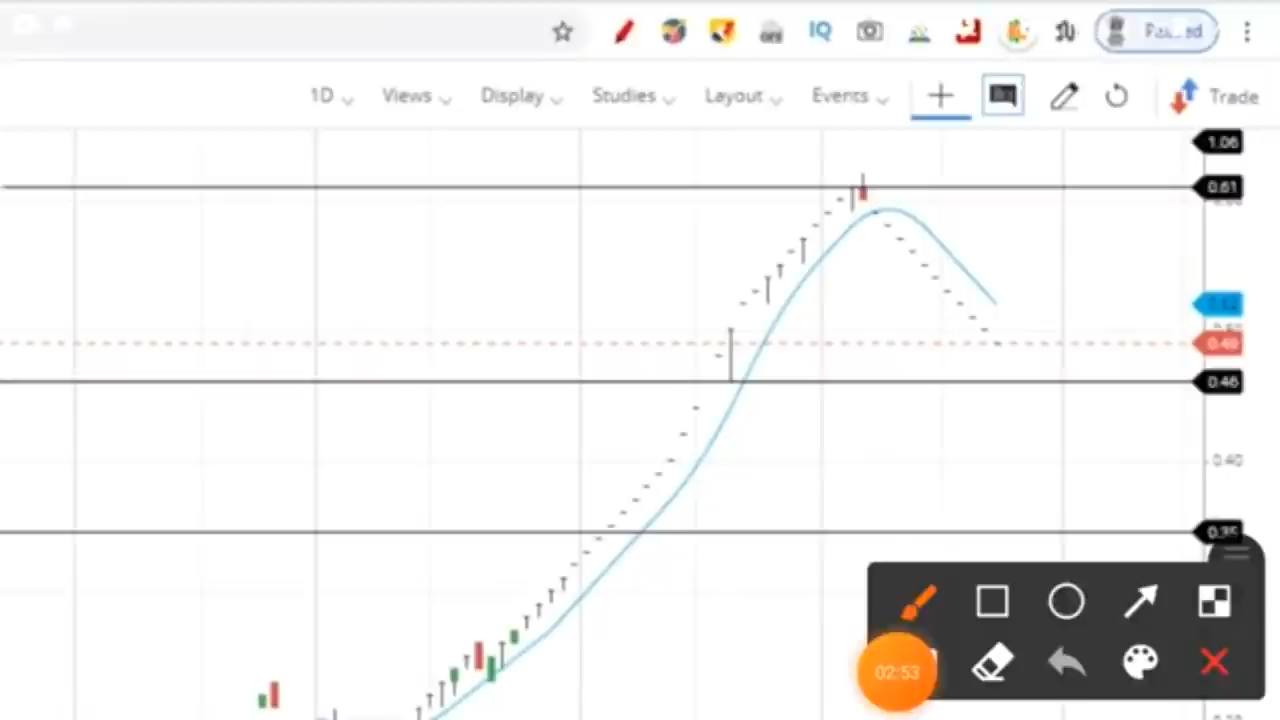 IQ
Paused
1D Views Display Studies Layout Events Trade
1.06
0.61
0.49
0.46
0.40
0.35
02:53